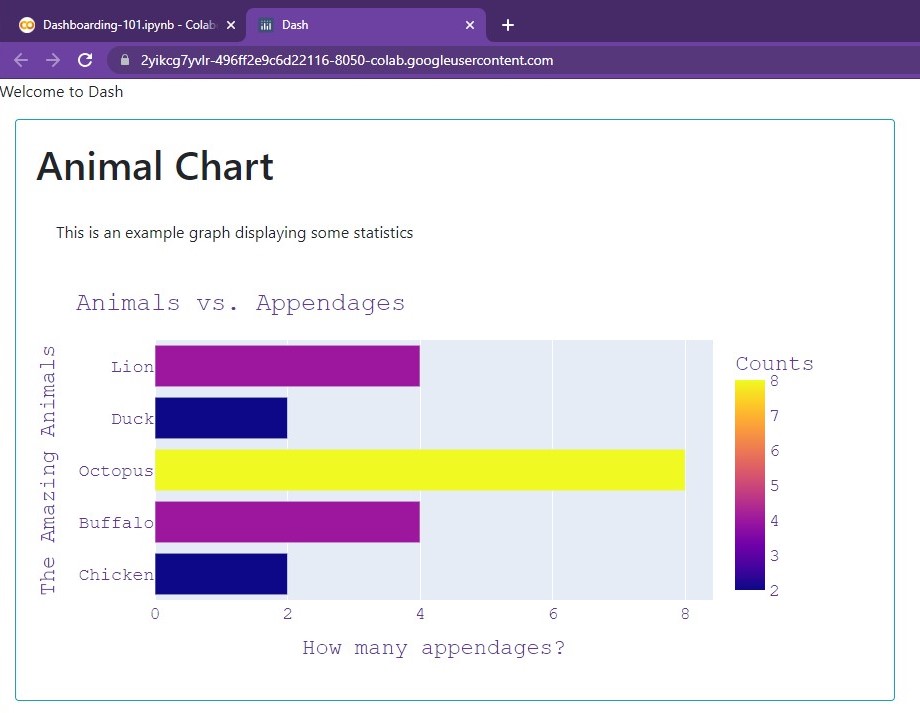 Dashboarding-101.ipynb - Colab
Dash
2yikcg7yvlr-496ff2e9c6d22116-8050-colab.googleusercontent.com
Welcome to Dash
Animal Chart
This is an example graph displaying some statistics
Animals vs. Appendages
The Amazing Animals
Lion
Duck
Octopus
Buffalo
Chicken
0 2 4 6 8
How many appendages?
Counts
8
7
6
5
4
3
2